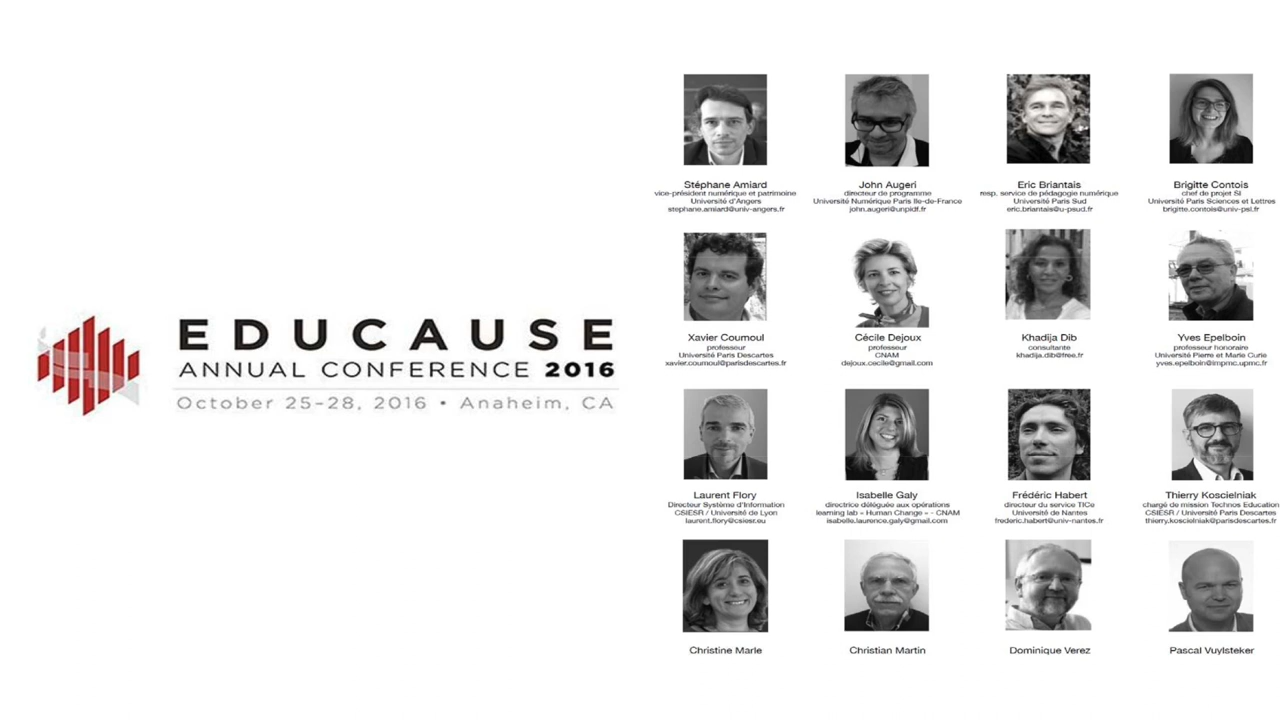 EDUCAUSE
ANNUAL CONFERENCE 2016
October 25-28, 2016 • Anaheim, CA
Stéphane Amiard
vice-président numérique et patrimoine
Université d'Angers
stephane.amiard@univ-angers.fr
John Augeri
directeur de programme
Université Numérique Paris Ile-de-France
john.augeri@unpidf.fr
Eric Briantais
resp. service de pédagogie numérique
Université Paris Sud
eric.briantais@u-psud.fr
Brigitte Contois
chef de projet SI
Université Paris Sciences et Lettres
brigitte.contois@univ-psl.fr
Xavier Coumoul
professeur
Université Paris Descartes
xavier.coumoul@parisdescartes.fr
Cécile Dejoux
professeur
CNAM
dejoux.cecile@gmail.com
Khadija Dib
consultante
khadija.dib@free.fr
Yves Epelboin
professeur honoraire
Université Pierre et Marie Curie
yves.epelboin@impmc.upmc.fr
Laurent Flory
Directeur Système d'Information
CSIESR / Université de Lyon
laurent.flory@csiesr.eu
Isabelle Galy
directrice déléguée aux opérations
learning lab « Human Change » - CNAM
isabelle.laurence.galy@gmail.com
Frédéric Habert
directeur du service TICe
Université de Nantes
frederic.habert@univ-nantes.fr
Thierry Koscielniak
chargé de mission Technos Education
CSIESR / Université Paris Descartes
thierry.koscielniak@parisdescartes.fr
Christine Marle
Christian Martin
Dominique Verez
Pascal Vuylsteker